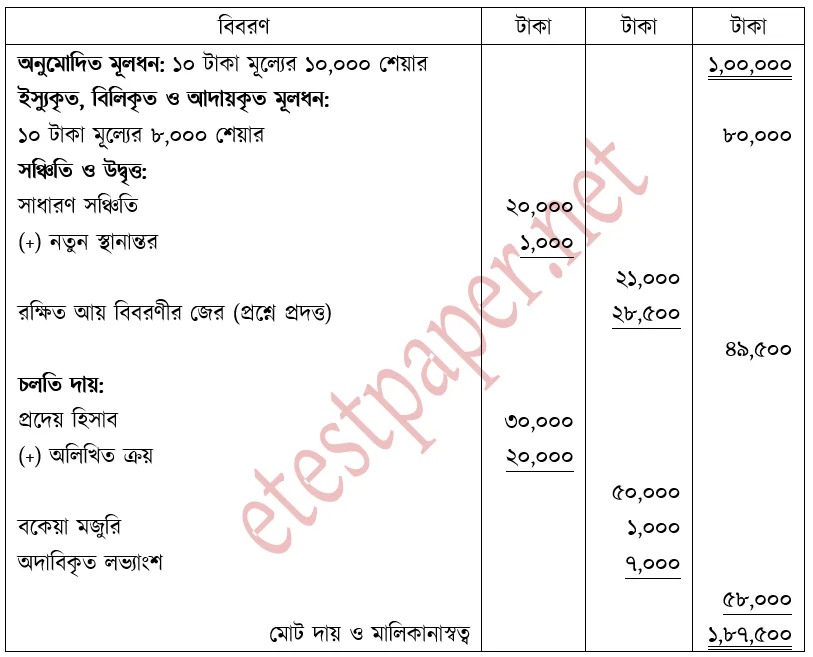 বিবরণ টাকা টাকা টাকা
অনুমোদিত মূলধন: ১০ টাকা মূল্যের ১০,০০০ শেয়ার ১,০০,০০০
ইস্যুকৃত, বিলিকৃত ও আদায়কৃত মূলধন:
১০ টাকা মূল্যের ৮,০০০ শেয়ার ৮০,০০০
সঞ্চিতি ও উদ্বৃত্ত:
সাধারণ সঞ্চিতি ২০,০০০
(+) নতুন স্থানান্তর ১,০০০
২১,০০০
রক্ষিত আয় বিবরণীর জের (প্রশ্নে প্রদত্ত) ২৮,৫০০
৪৯,৫০০
চলতি দায়:
প্রদেয় হিসাব ৩০,০০০
(+) অলিখিত ক্রয় ২০,০০০
৫০,০০০
বকেয়া মজুরি ১,০০০
অদাবিকৃত লভ্যাংশ ৭,০০০
৫৮,০০০
মোট দায় ও মালিকানাস্বত্ব ১,৮৭,৫০০
etestpaper.net